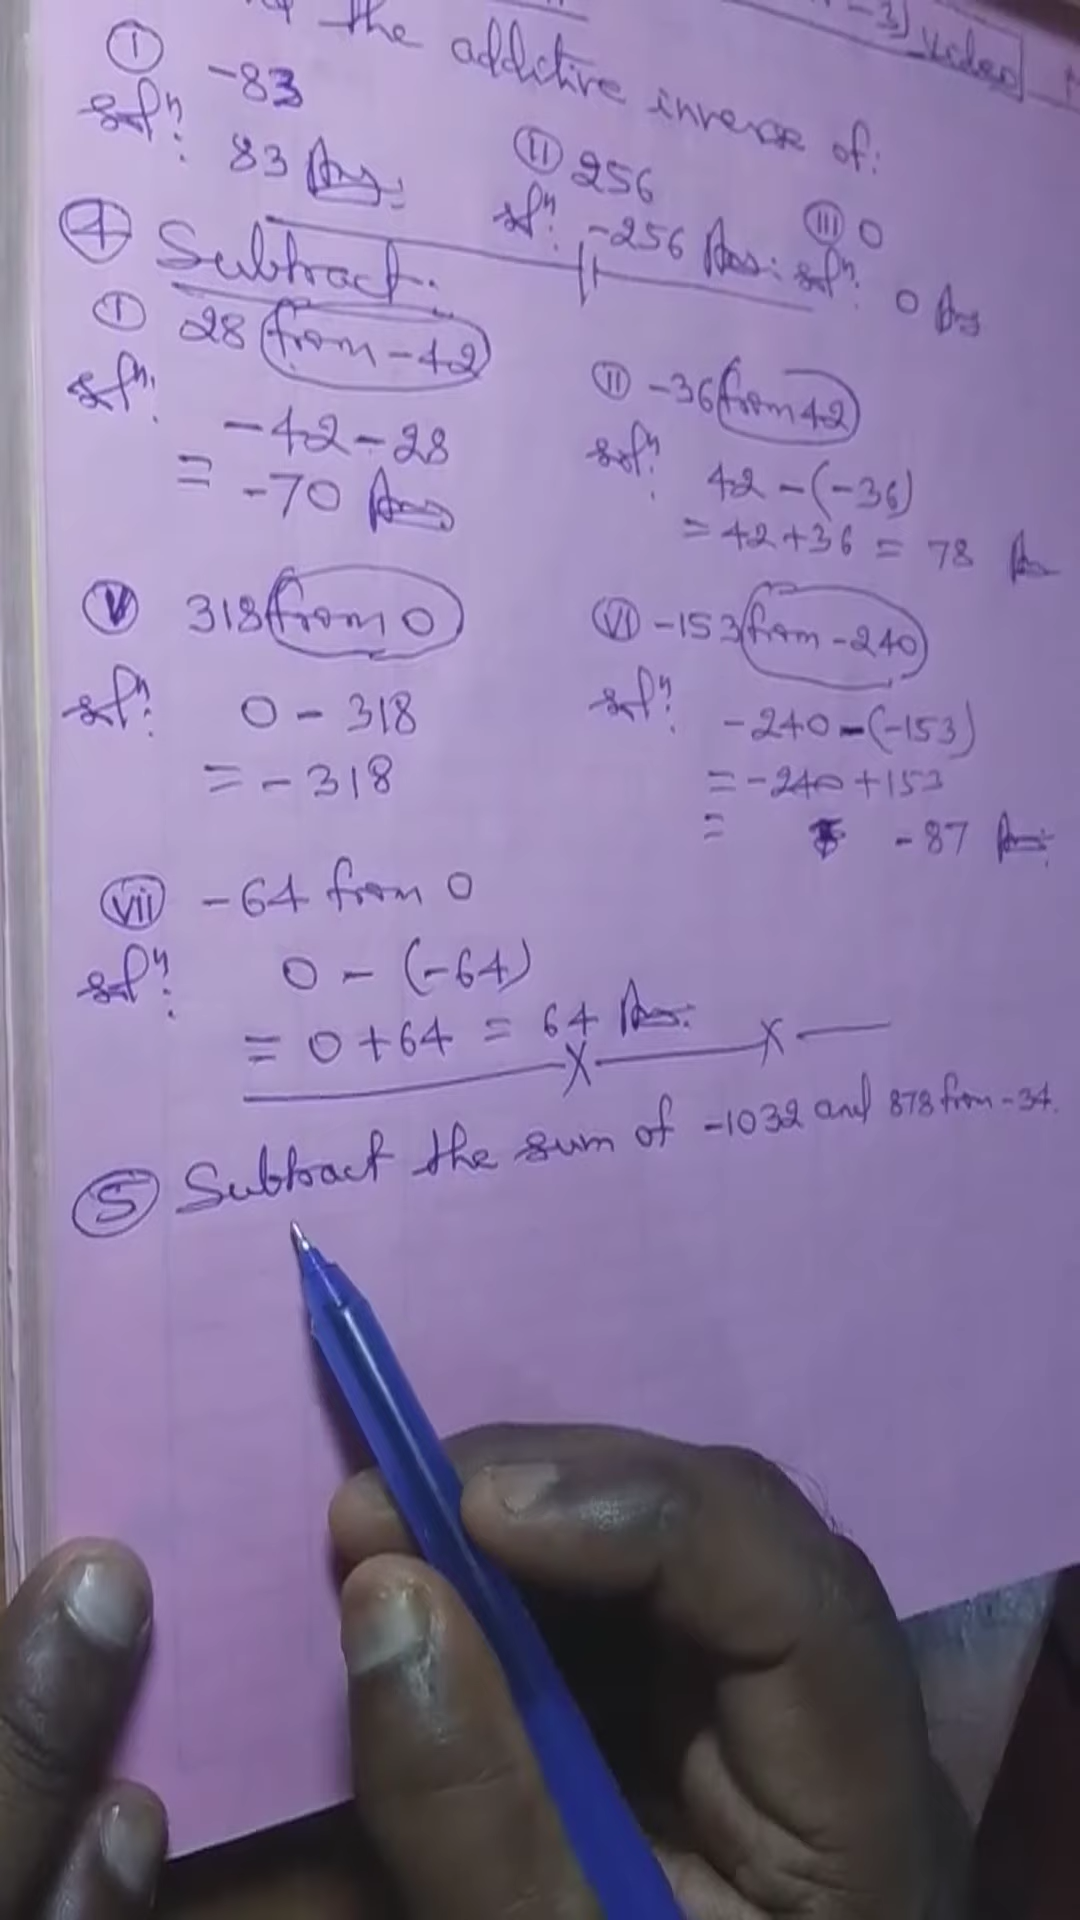 the additive inverse of:
(I) -83
Solⁿ: 83 Ans:
(II) 256
Solⁿ: -256 Ans:
(III) 0
Solⁿ: 0 Ans
(4) Subtract:
(I) 28 from -42
Solⁿ: -42-28
= -70 Ans
(II) -36 from 42
Solⁿ: 42-(-36)
= 42+36 = 78 An
(V) 318 from 0
Solⁿ: 0 - 318
= -318
(VI) -153 from -240
Solⁿ: -240-(-153)
= -240 +153
= -87 Ans:
(VII) -64 from 0
Solⁿ: 0 - (-64)
= 0+64 = 64 Ans:
(5) Subtract the sum of -1032 and 878 from -34.